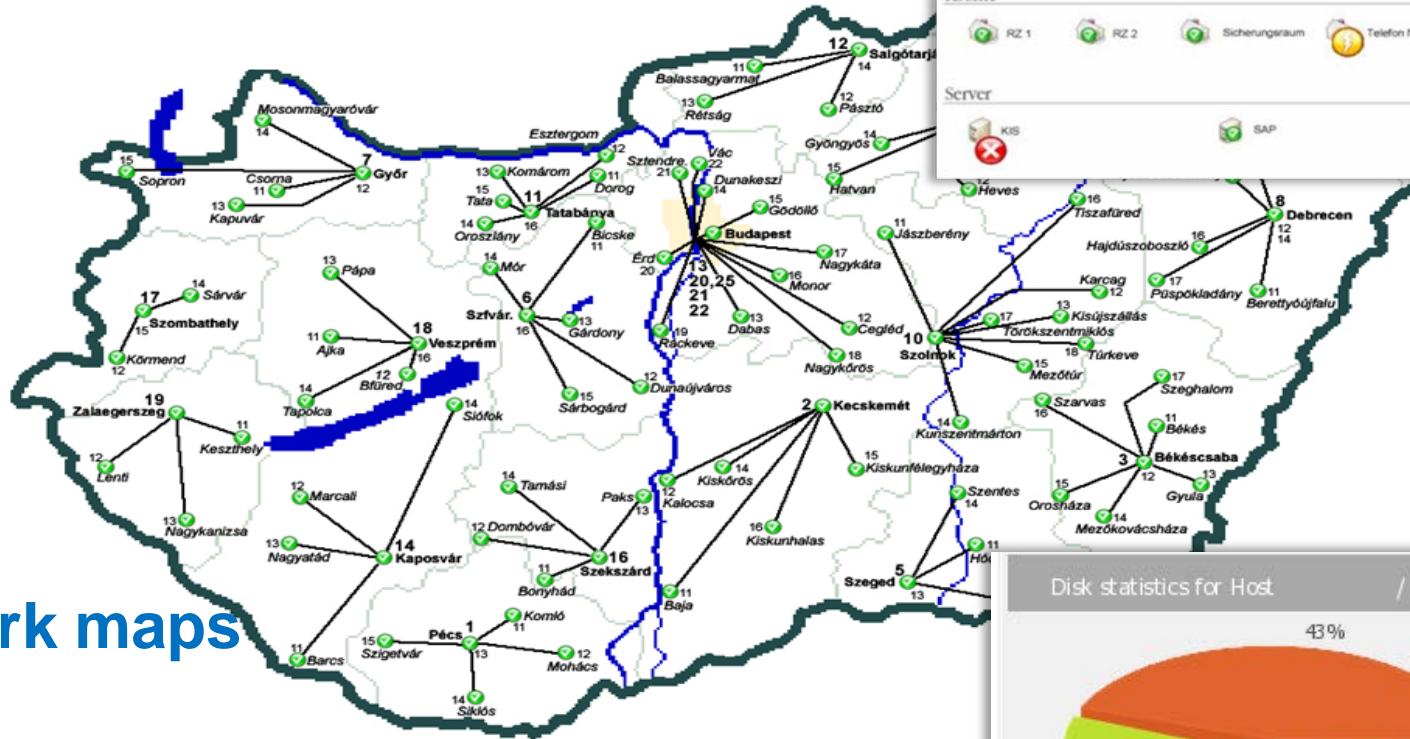 RZ 1
RZ 2
Sicherungsraum
Telefon
Server
KIS
SAP
12
Salgótarjá
14
11
Balassagyarmat
13
Rétság
12
Pásztó
14
Gyöngyös
15
Hatvan
Heves
Mosonmagyaróvár
14
7
Győr
12
15
Sopron
Csorna
11
13
Kapuvár
Esztergom
12
13
Komárom
11
Dorog
15
Tata
11
Tatabánya
16
14
Oroszlány
Bicske
11
Sztendre
21
Vác
22
Dunakeszi
14
15
Gödöllő
Budapest
13
20,25
21
22
Érd
20
17
Nagykáta
16
Monor
13
Dabas
12
Cegléd
18
Nagykőrös
19
Ráckeve
11
Jászberény
16
Tiszafüred
8
Debrecen
12
14
Hajdúszoboszló
16
17
Püspökladány
11
Berettyóújfalu
Karcag
12
13
Kisújszállás
17
Törökszentmiklós
18
Túrkeve
10
Szolnok
15
Mezőtúr
14
Kunszentmárton
13
Pápa
14
Sárvár
17
15
Szombathely
Körmend
12
11
Ajka
18
Veszprém
16
12
Bfüred
14
Tapolca
14
Mór
6
Szfvár.
16
13
Gárdony
12
Dunaújváros
15
Sárbogárd
19
Zalaegerszeg
11
Keszthely
12
Lenti
13
Nagykanizsa
14
Siófok
12
Marcali
13
Nagyatád
14
Kaposvár
11
Barcs
14
Tamási
Paks
13
12
Dombóvár
16
Szekszárd
11
Bonyhád
2
Kecskemét
12
Kalocsa
14
Kiskőrös
15
Kiskunfélegyháza
16
Kiskunhalas
11
Baja
17
Szeghalom
Szarvas
16
11
Békés
3
Békéscsaba
12
13
Gyula
15
Orosháza
14
Mezőkovácsháza
Szentes
14
11
5
Szeged
13
Komló
11
Pécs
1
13
15
Szigetvár
12
Mohács
14
Siklós
rk maps
Disk statistics for Host /
43%